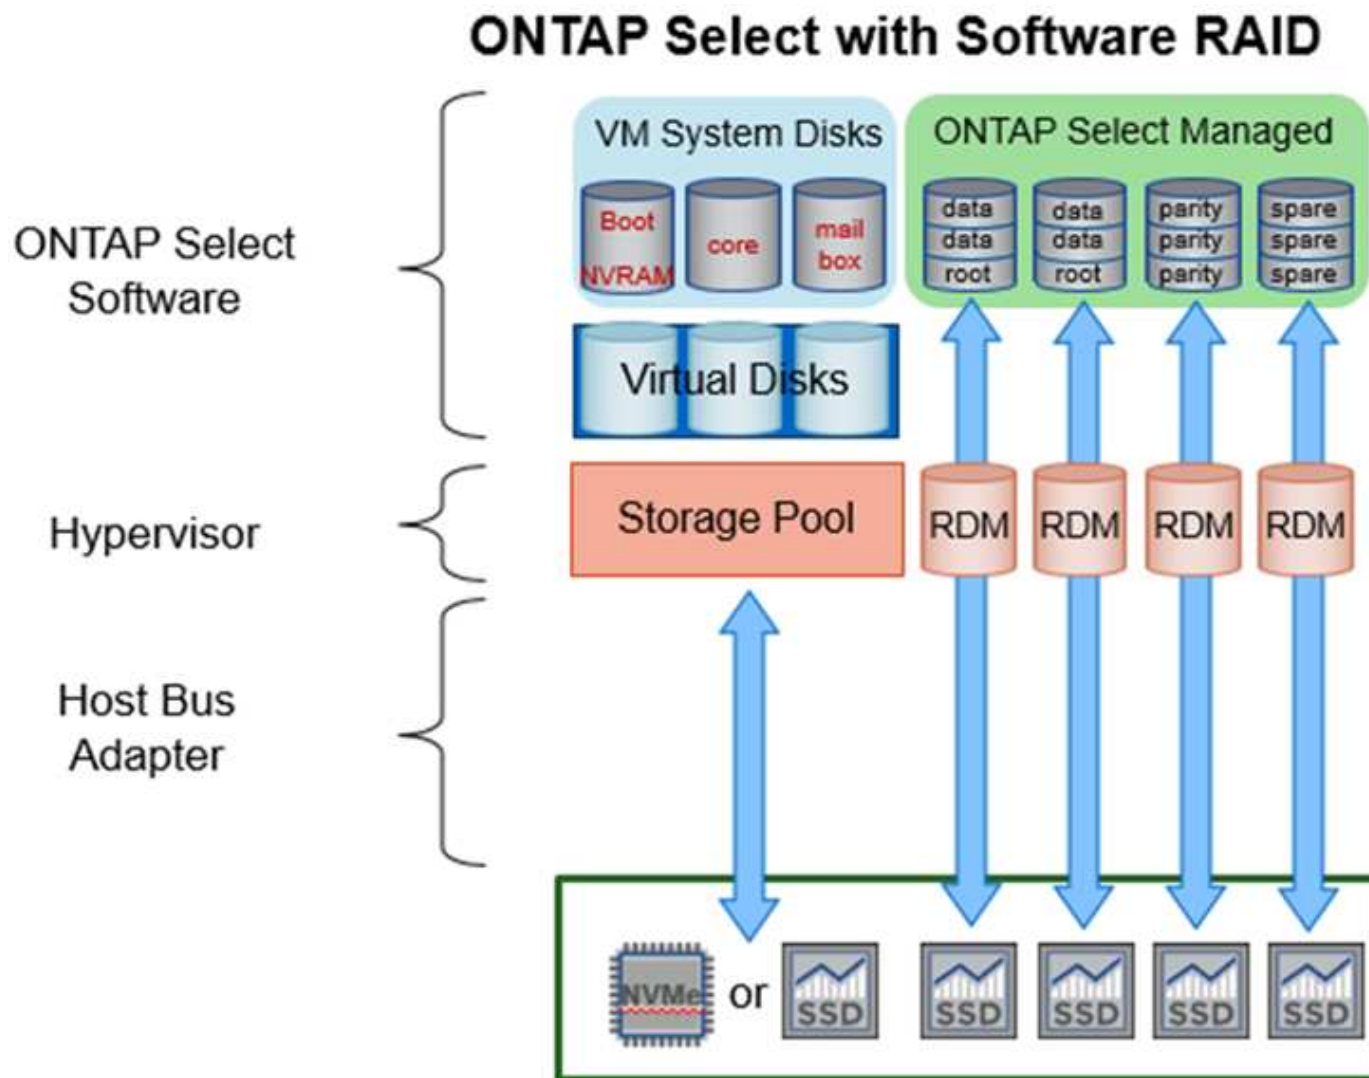 ONTAP Select with Software RAID
ONTAP Select
Software
VM System Disks
Boot
NVRAM
core
mail
box
ONTAP Select Managed
data
data
root
data
data
root
parity
parity
parity
spare
spare
spare
Virtual Disks
Hypervisor
Storage Pool
RDM
RDM
RDM
RDM
Host Bus
Adapter
NVMe
or
SSD
SSD
SSD
SSD
SSD